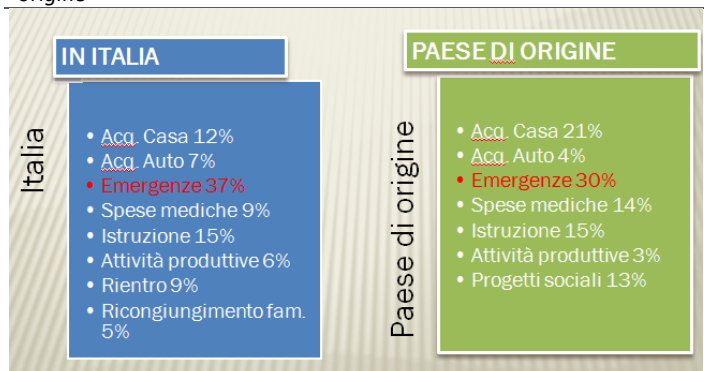 origine
IN ITALIA
Italia
• Acq. Casa 12%
• Acq. Auto 7%
• Emergenze 37%
• Spese mediche 9%
• Istruzione 15%
• Attività produttive 6%
• Rientro 9%
• Ricongiungimento fam.
5%
PAESE DI ORIGINE
Paese di origine
• Acq. Casa 21%
• Acq. Auto 4%
• Emergenze 30%
• Spese mediche 14%
• Istruzione 15%
• Attività produttive 3%
• Progetti sociali 13%